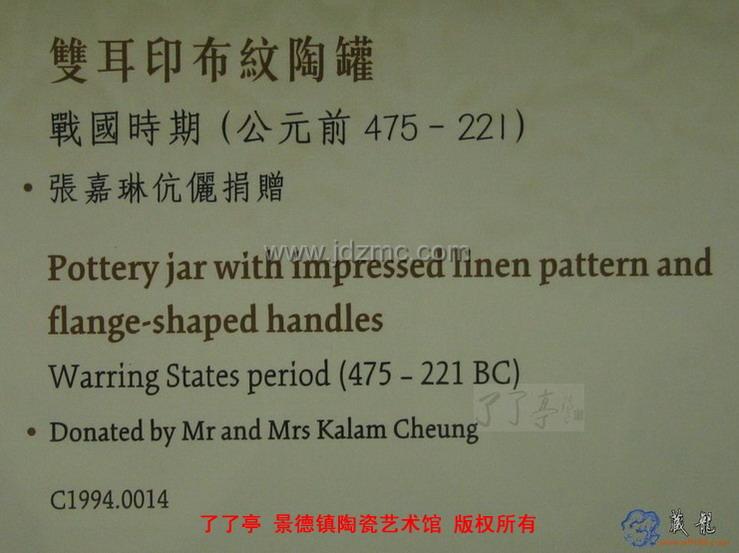 雙耳印布紋陶罐
戰國時期 (公元前 475 - 221)
• 張嘉琳伉儷捐贈
www.jdzmc.com
Pottery jar with impressed linen pattern and
flange-shaped handles
Warring States period (475 – 221 BC)
了了亭
• Donated by Mr and Mrs Kalam Cheung
C1994.0014
了了亭 景德镇陶瓷艺术馆 版权所有
藏龍